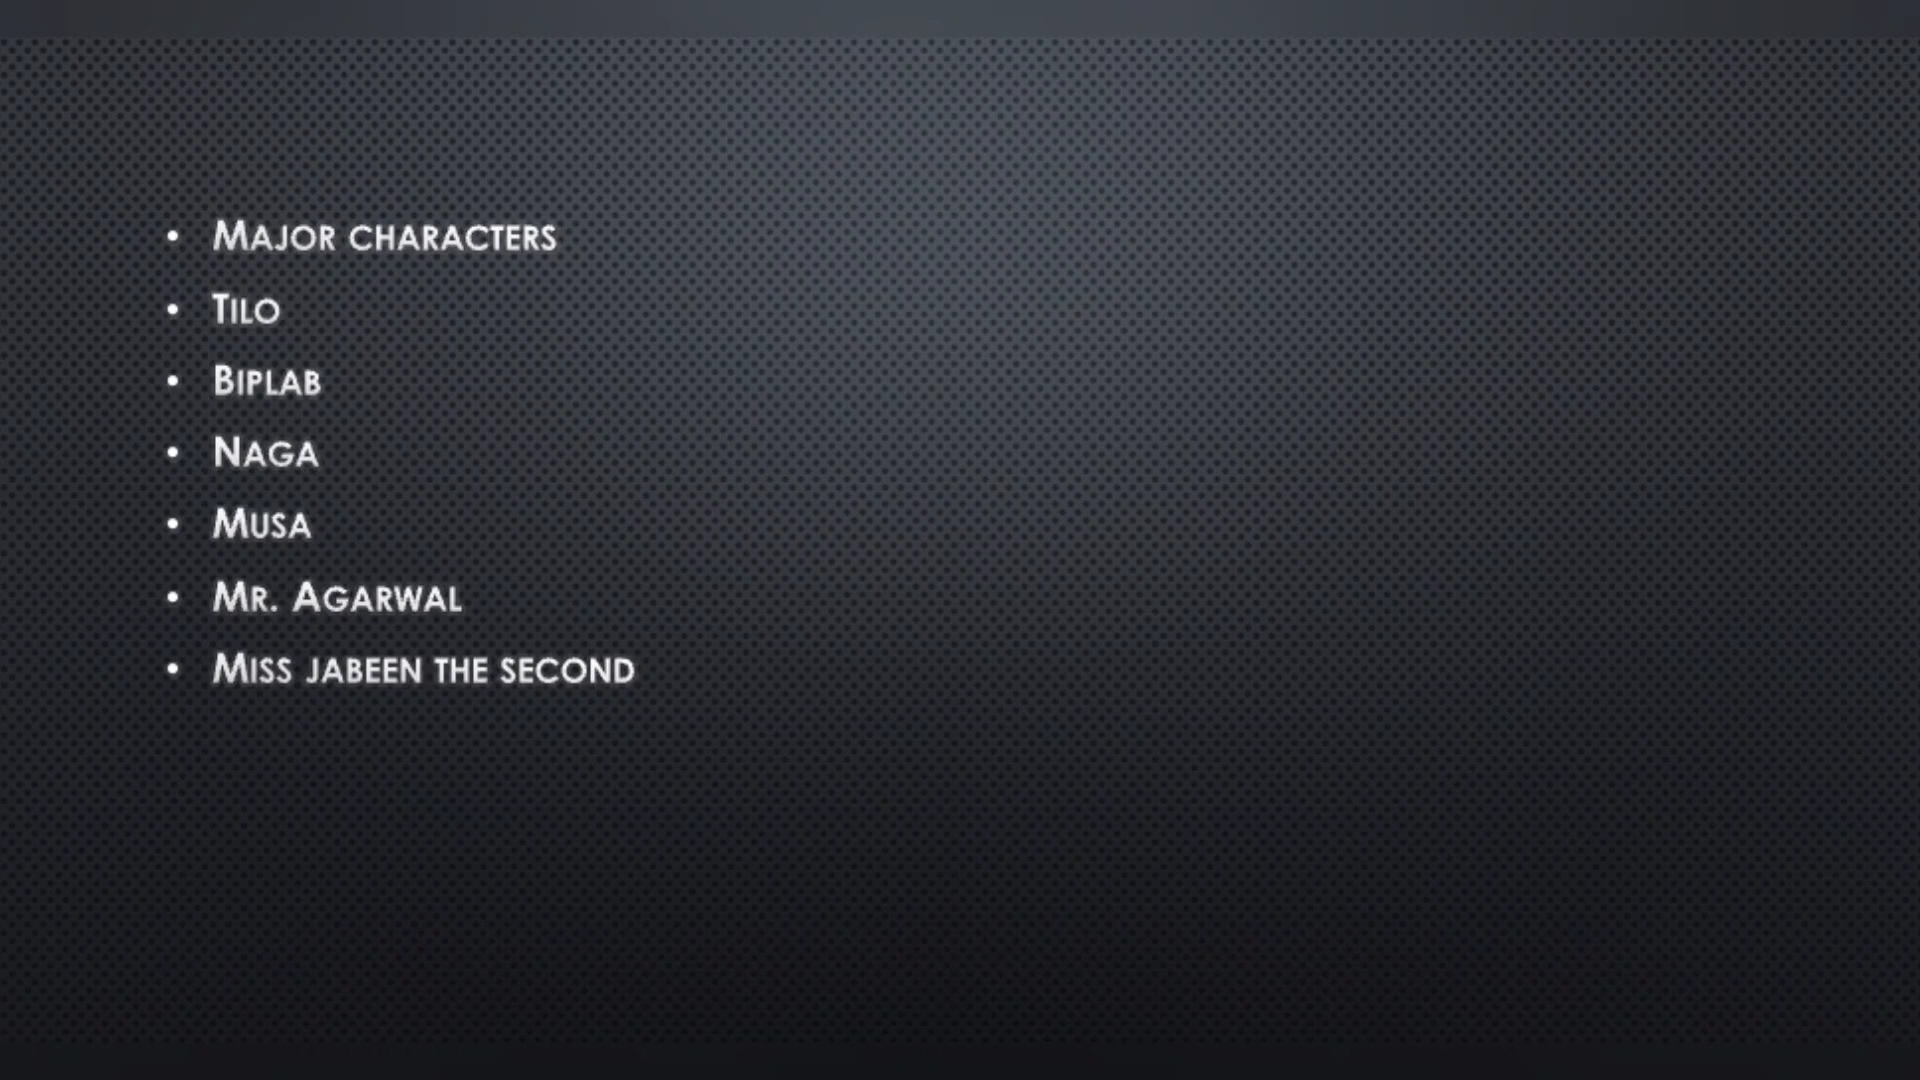 • Major characters
• Tilo
• Biplab
• Naga
• Musa
• Mr. Agarwal
• Miss jabeen the second